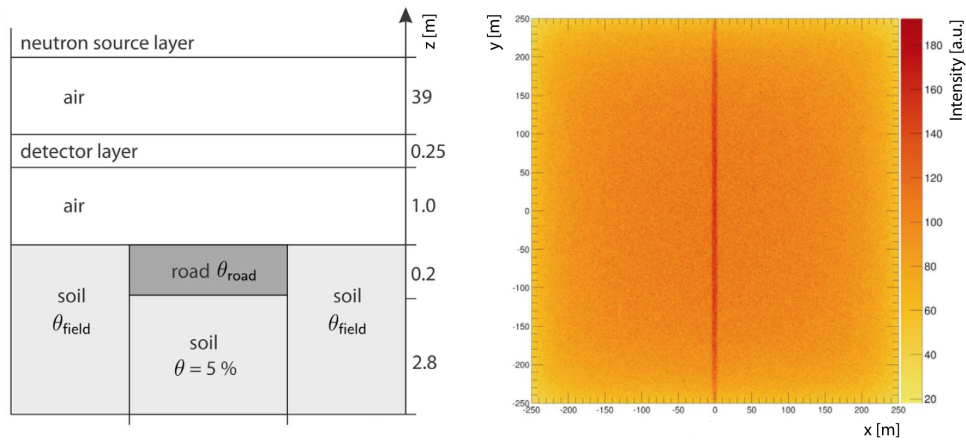 neutron source layer
z [m]
air
39
detector layer
0.25
air
1.0
road θroad
0.2
soil
θfield
soil
θfield
soil
θ = 5 %
2.8
y [m]
250
200
150
100
50
0
-50
-100
-150
-200
-250
-250 -200 -150 -100 -50 0 50 100 150 200 250
x [m]
Intensity [a.u.]
180
160
140
120
100
80
60
40
20